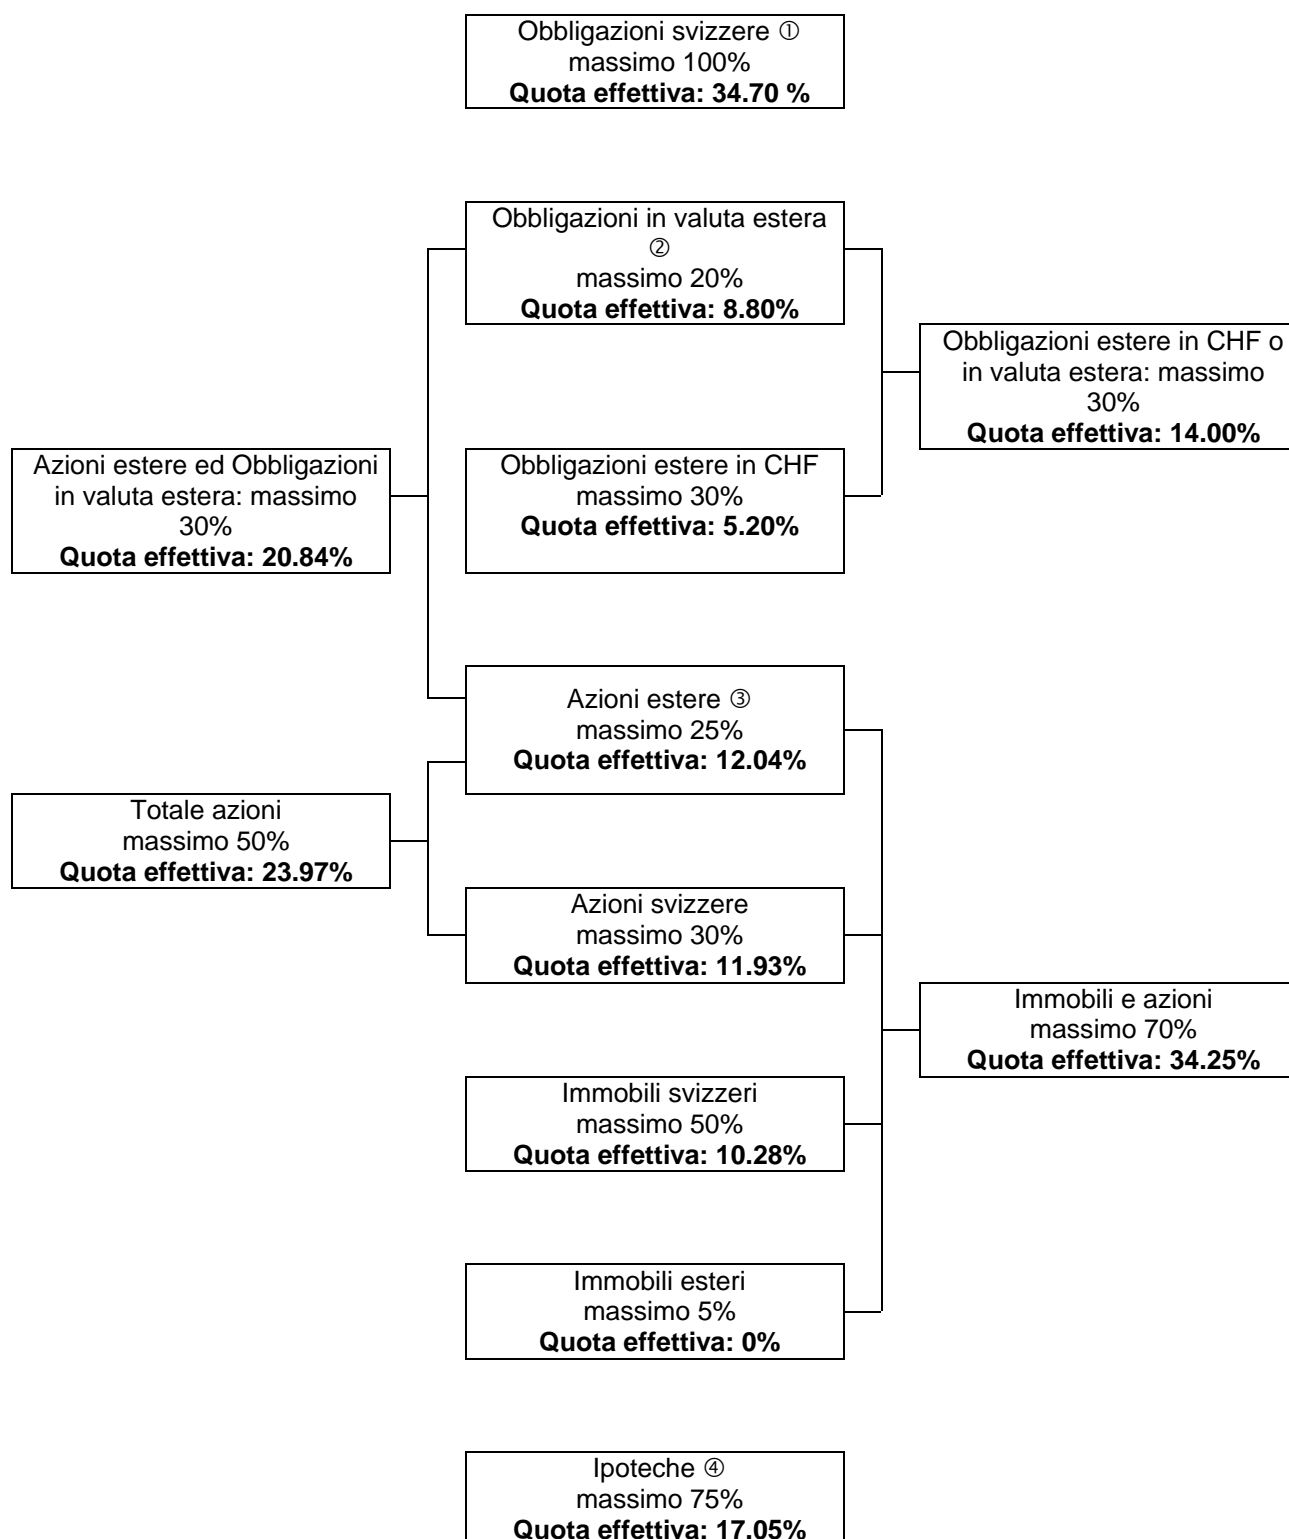 Obbligazioni svizzere ①
massimo 100%
Quota effettiva: 34.70 %
Obbligazioni in valuta estera
②
massimo 20%
Quota effettiva: 8.80%
Obbligazioni estere in CHF o
in valuta estera: massimo
30%
Quota effettiva: 14.00%
Azioni estere ed Obbligazioni
in valuta estera: massimo
30%
Quota effettiva: 20.84%
Obbligazioni estere in CHF
massimo 30%
Quota effettiva: 5.20%
Azioni estere ③
massimo 25%
Quota effettiva: 12.04%
Totale azioni
massimo 50%
Quota effettiva: 23.97%
Azioni svizzere
massimo 30%
Quota effettiva: 11.93%
Immobili e azioni
massimo 70%
Quota effettiva: 34.25%
Immobili svizzeri
massimo 50%
Quota effettiva: 10.28%
Immobili esteri
massimo 5%
Quota effettiva: 0%
Ipoteche ④
massimo 75%
Quota effettiva: 17.05%